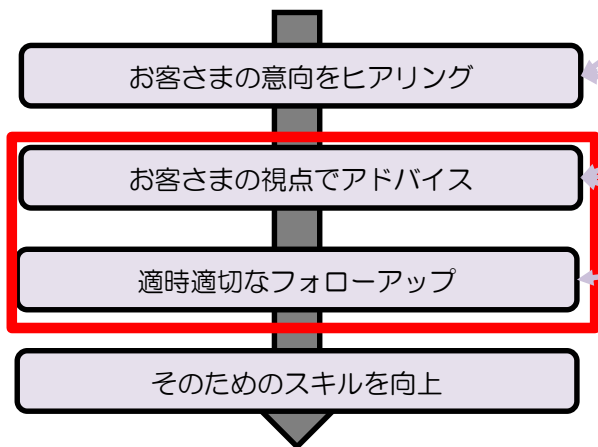 お客さまの意向をヒアリング
お客さまの視点でアドバイス
適時適切なフォローアップ
そのためのスキルを向上